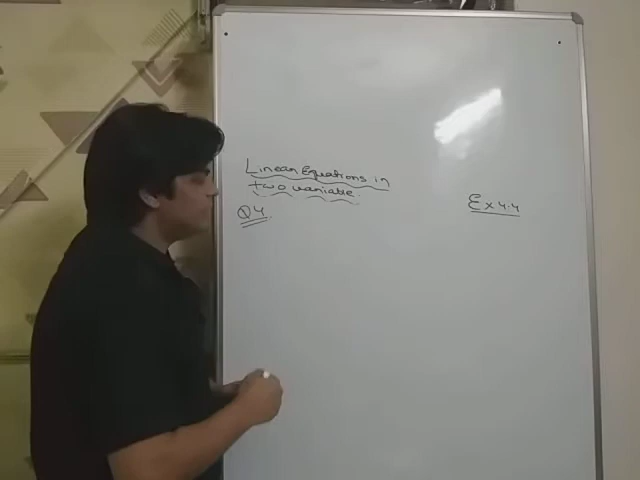 Linear Equations in
two variable.
Ex 4.4
Q4.